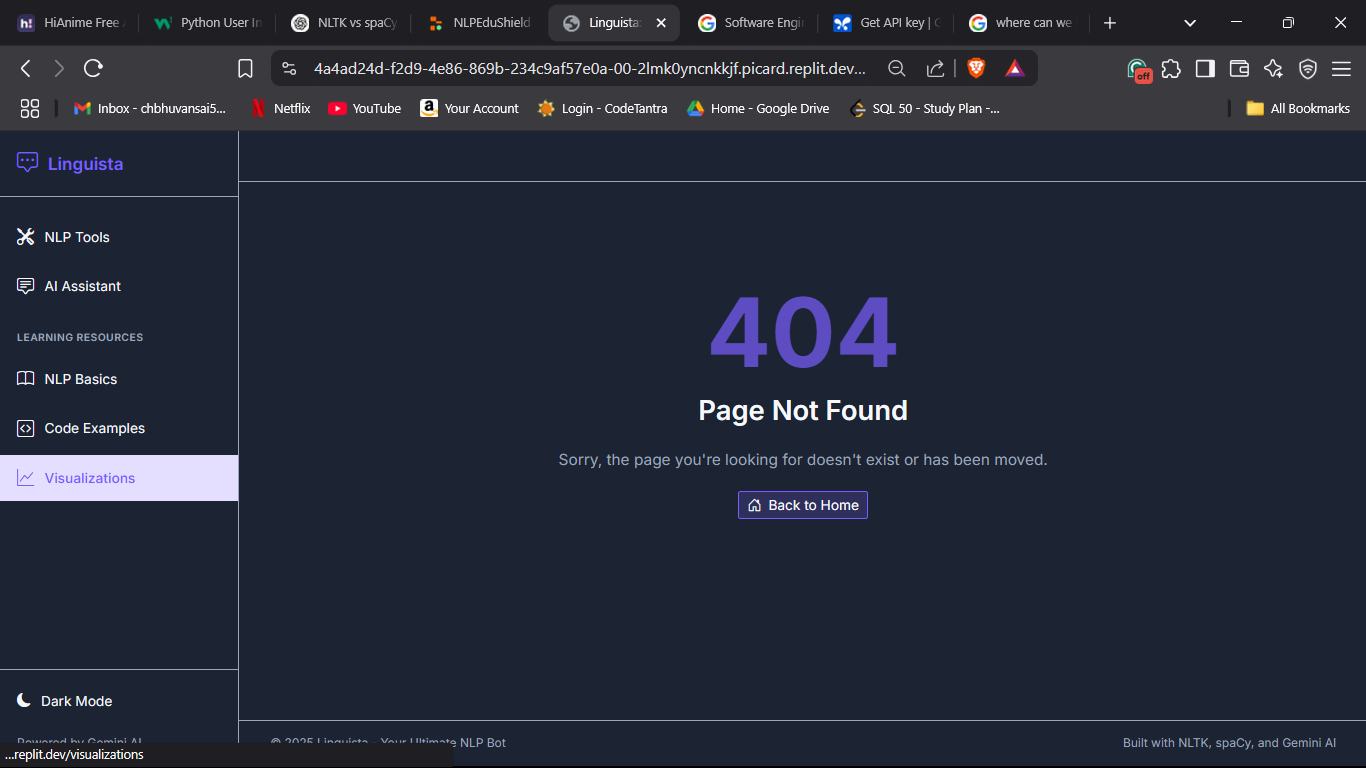 h! HiAnime Free
Python User In
NLTK vs spaCy
NLPEduShield
Linguista:
Software Engi
Get API key |
where can we
4a4ad24d-f2d9-4e86-869b-234c9af57e0a-00-2lmk0yncnkkjf.picard.replit.dev...
off
Inbox - chbhuvansai5...
Netflix
YouTube
Your Account
Login - CodeTantra
Home - Google Drive
SQL 50 - Study Plan -...
All Bookmarks
Linguista
NLP Tools
AI Assistant
LEARNING RESOURCES
NLP Basics
Code Examples
Visualizations
404
Page Not Found
Sorry, the page you're looking for doesn't exist or has been moved.
Back to Home
Dark Mode
Powered by Gemini AI
© 2025 Linguista - Your Ultimate NLP Bot
Built with NLTK, spaCy, and Gemini AI
...replit.dev/visualizations